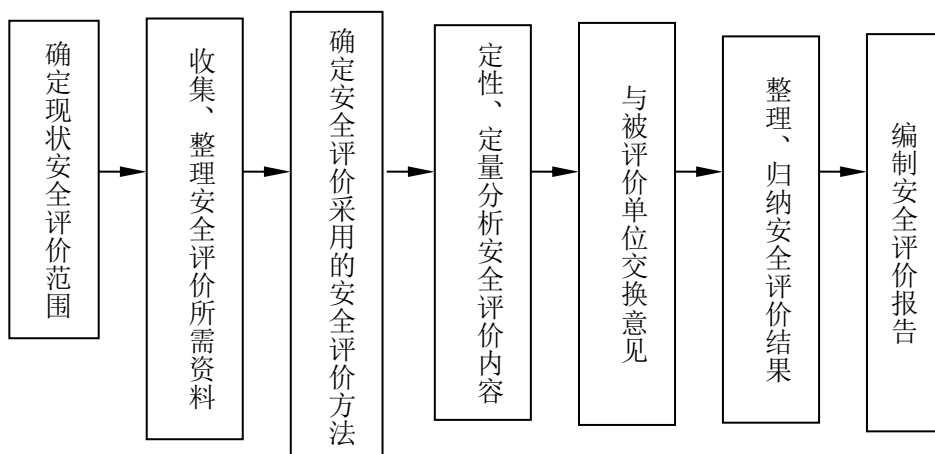 确定现状安全评价范围
收集、整理安全评价所需资料
确定安全评价采用的安全评价方法
定性、定量分析安全评价内容
与被评价单位交换意见
整理、归纳安全评价结果
编制安全评价报告